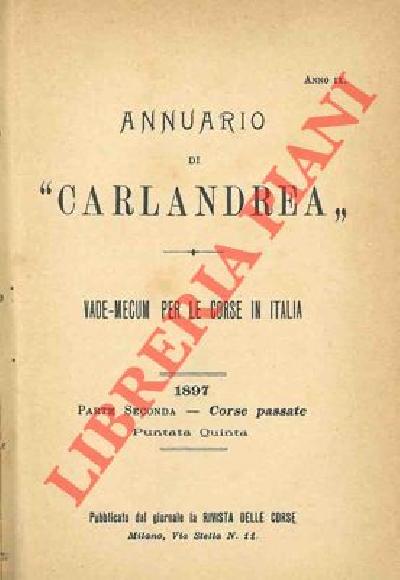 ANNO IX.
ANNUARIO
DI
“CARLANDREA„
VADE-MECUM PER LE CORSE IN ITALIA
1897
PARTE SECONDA — Corse passate
Puntata Quinta
Pubblicato dal giornale la RIVISTA DELLE CORSE
Milano, Via Stella N. 11.
LIBRERIA PIANI